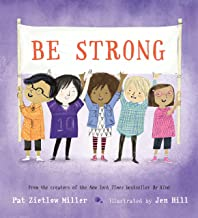 BE STRONG
10
From the creators of the New York Times bestseller Be Kind
Pat Zietlow Miller illustrated by Jen Hill